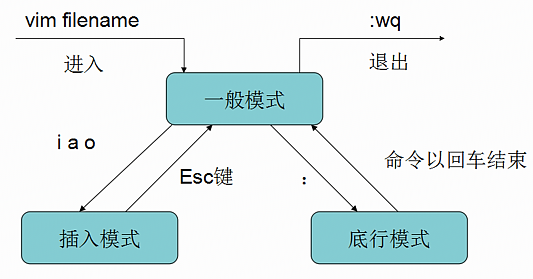 vim filename
:wq
进入
退出
一般模式
i a o
Esc键
:
命令以回车结束
插入模式
底行模式